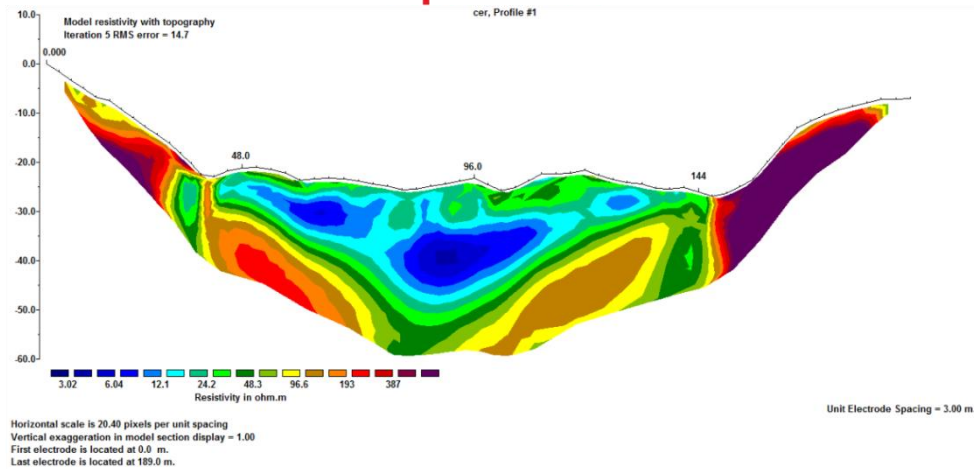 cer, Profile #1
10.0
Model resistivity with topography
Iteration 5 RMS error = 14.7
0.000
0.0
-10.0
-20.0
48.0
96.0
144
-30.0
-40.0
-50.0
-60.0
3.02 6.04 12.1 24.2 48.3 96.6 193 387
Resistivity in ohm.m
Unit Electrode Spacing = 3.00 m
Horizontal scale is 20.40 pixels per unit spacing
Vertical exaggeration in model section display = 1.00
First electrode is located at 0.0 m.
Last electrode is located at 189.0 m.